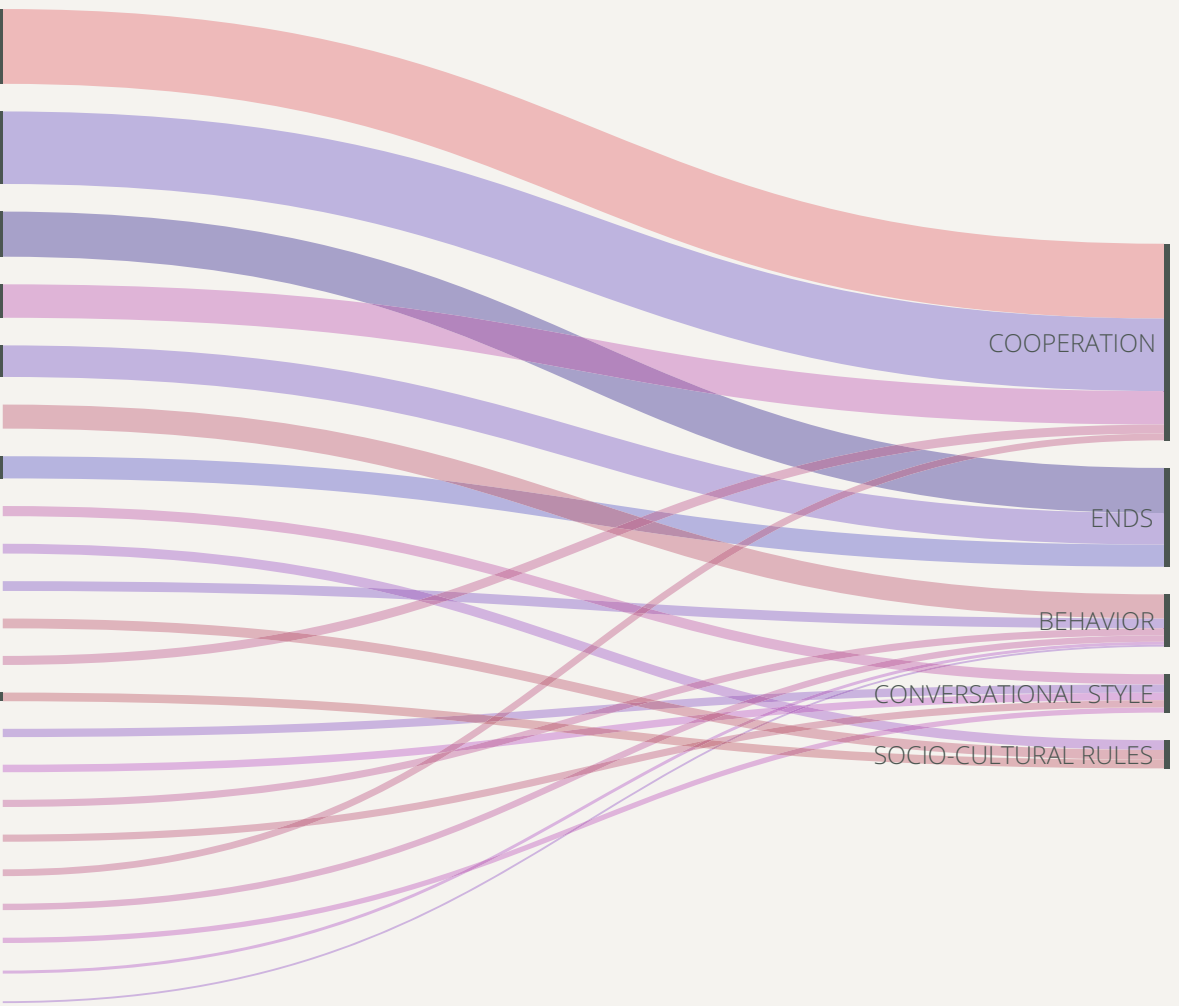 COOPERATION
ENDS
BEHAVIOR
CONVERSATIONAL STYLE
SOCIO-CULTURAL RULES